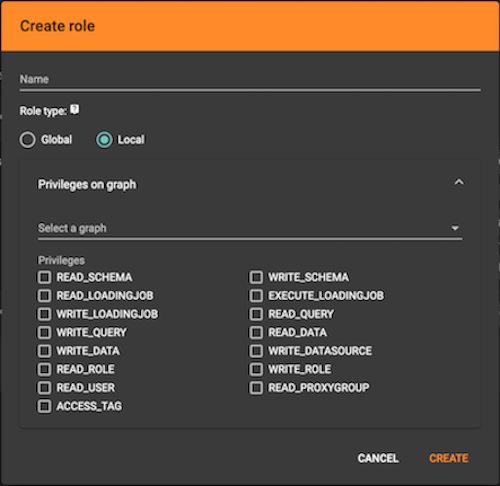 Create role
Name
Role type: ?
Global Local
Privileges on graph
Select a graph
Privileges
READ_SCHEMA WRITE_SCHEMA
READ_LOADINGJOB EXECUTE_LOADINGJOB
WRITE_LOADINGJOB READ_QUERY
WRITE_QUERY READ_DATA
WRITE_DATA WRITE_DATASOURCE
READ_ROLE WRITE_ROLE
READ_USER READ_PROXYGROUP
ACCESS_TAG
CANCEL CREATE